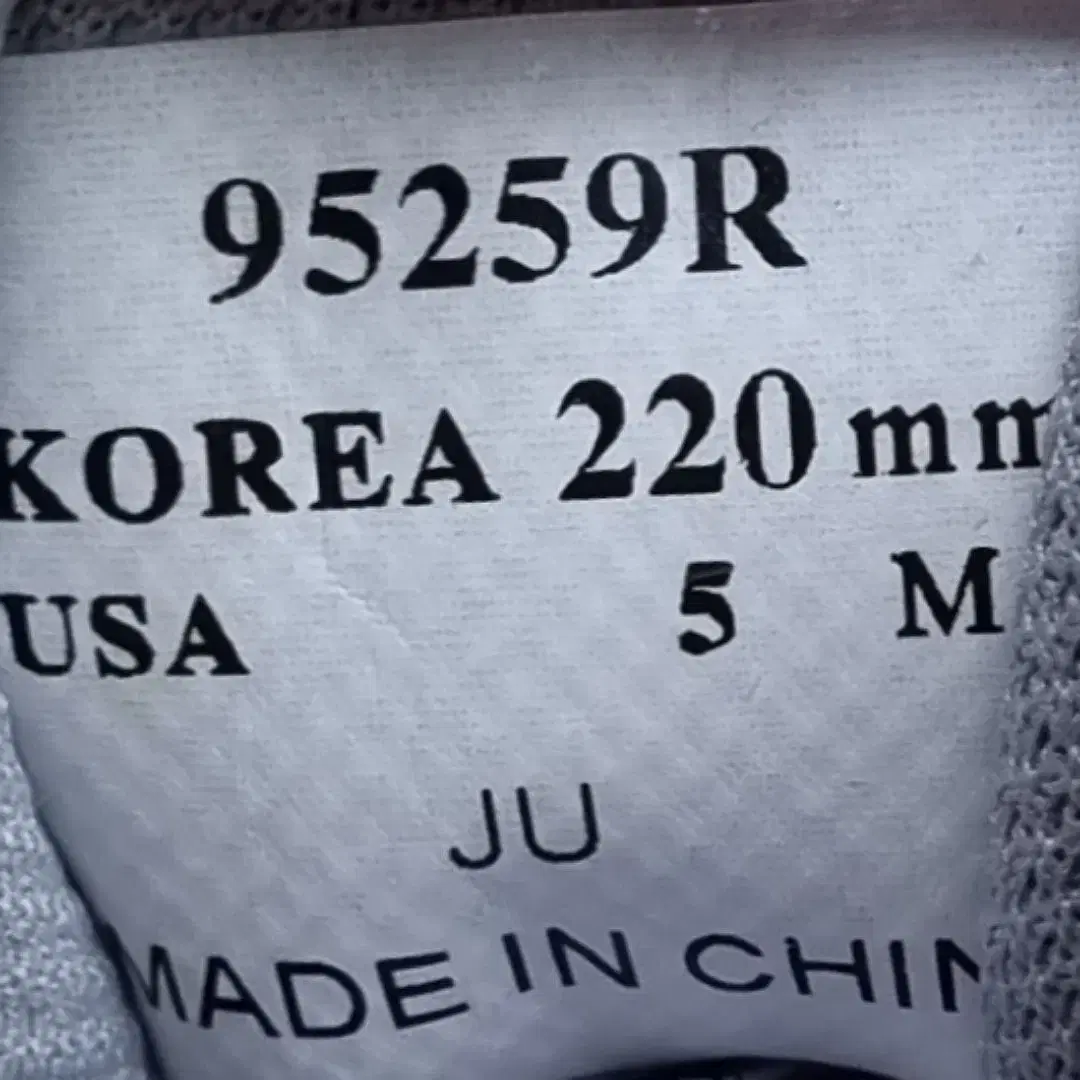 95259R
KOREA 220 mm
USA 5 M
JU
MADE IN CHIN